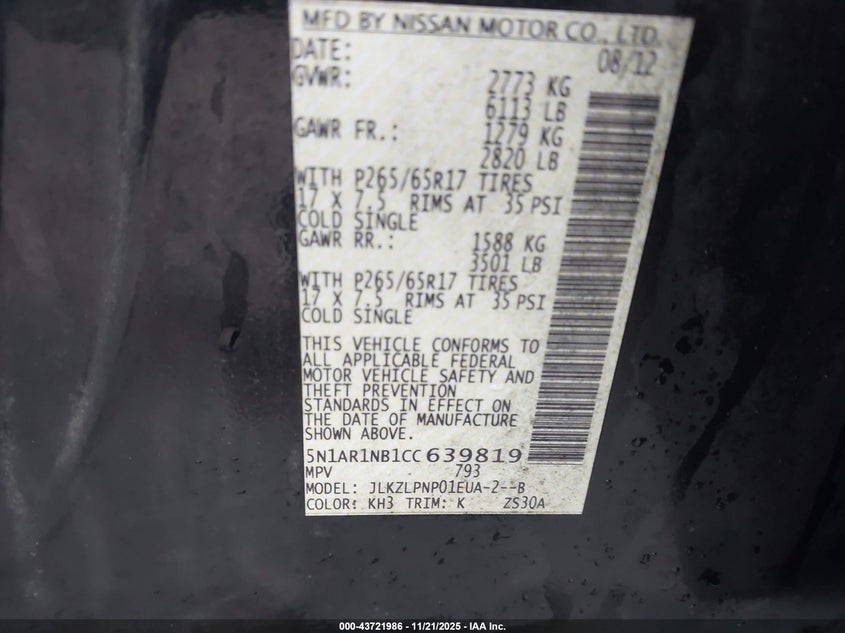 MFD BY NISSAN MOTOR CO., LTD.
DATE: 08/12
GVWR: 2773 KG
6113 LB
GAWR FR.: 1279 KG
2820 LB
WITH P265/65R17 TIRES
17 X 7.5 RIMS AT 35 PSI
COLD SINGLE
GAWR RR.: 1588 KG
3501 LB
WITH P265/65R17 TIRES
17 X 7.5 RIMS AT 35 PSI
COLD SINGLE
THIS VEHICLE CONFORMS TO
ALL APPLICABLE FEDERAL
MOTOR VEHICLE SAFETY AND
THEFT PREVENTION
STANDARDS IN EFFECT ON
THE DATE OF MANUFACTURE
SHOWN ABOVE.
5N1AR1NB1CC639819
MPV 793
MODEL: JLKZLPNP01EUA-2--B
COLOR: KH3 TRIM: K ZS30A
000-43721986 - 11/21/2025 - IAA Inc.